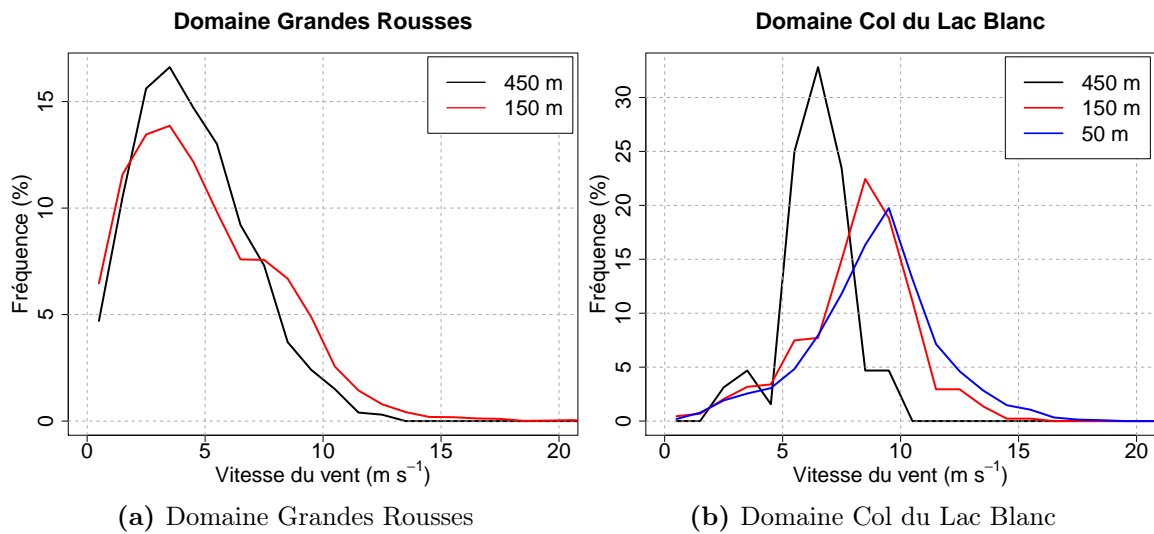 Domaine Grandes Rousses
Fréquence (%)
15
10
5
0
450 m
150 m
0 5 10 15 20
Vitesse du vent (m s⁻¹)
(a) Domaine Grandes Rousses
Domaine Col du Lac Blanc
Fréquence (%)
30
25
20
15
10
5
0
450 m
150 m
50 m
0 5 10 15 20
Vitesse du vent (m s⁻¹)
(b) Domaine Col du Lac Blanc